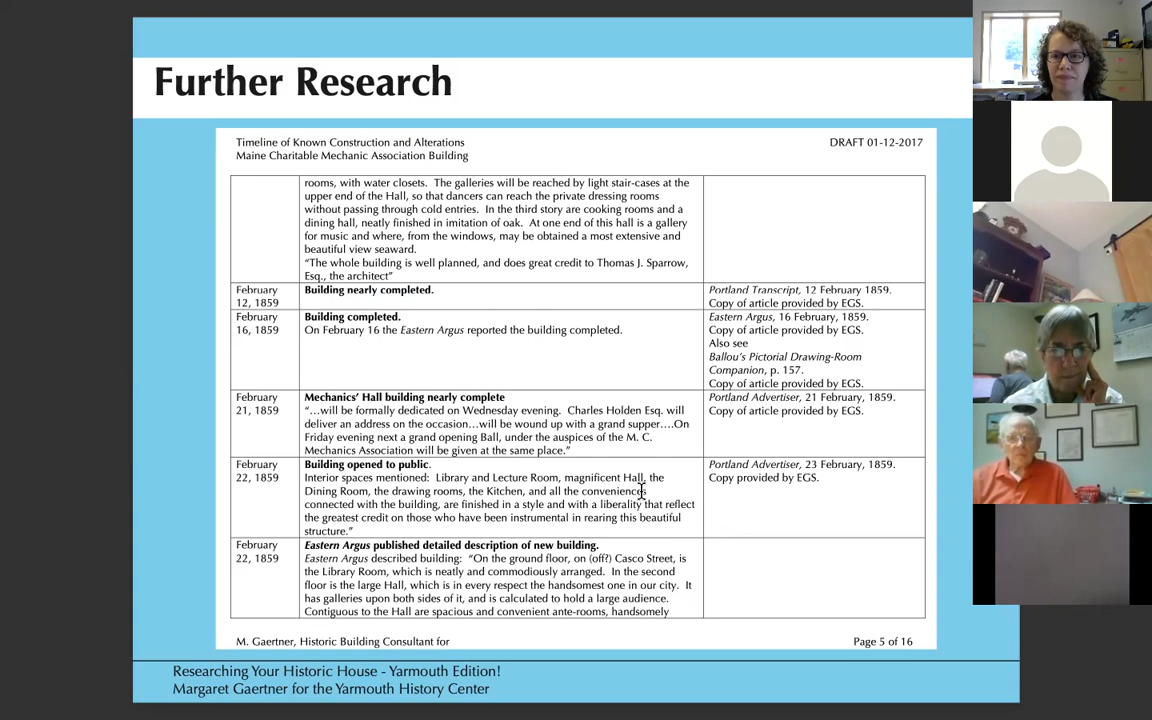 Further Research
Timeline of Known Construction and Alterations
Maine Charitable Mechanic Association Building
DRAFT 01-12-2017
rooms, with water closets. The galleries will be reached by light stair-cases at the
upper end of the Hall, so that dancers can reach the private dressing rooms
without passing through cold entries. In the third story are cooking rooms and a
dining hall, neatly finished in imitation of oak. At one end of this hall is a gallery
for music and where, from the windows, may be obtained a most extensive and
beautiful view seaward.
“The whole building is well planned, and does great credit to Thomas J. Sparrow,
Esq., the architect”
February
12, 1859
Building nearly completed.
Portland Transcript, 12 February 1859.
Copy of article provided by EGS.
February
16, 1859
Building completed.
On February 16 the Eastern Argus reported the building completed.
Eastern Argus, 16 February, 1859.
Copy of article provided by EGS.
Also see
Ballou’s Pictorial Drawing-Room
Companion, p. 157.
Copy of article provided by EGS.
February
21, 1859
Mechanics’ Hall building nearly complete
“…will be formally dedicated on Wednesday evening. Charles Holden Esq. will
deliver an address on the occasion…will be wound up with a grand supper….On
Friday evening next a grand opening Ball, under the auspices of the M. C.
Mechanics Association will be given at the same place.”
Portland Advertiser, 21 February, 1859.
Copy of article provided by EGS.
February
22, 1859
Building opened to public.
Interior spaces mentioned: Library and Lecture Room, magnificent Hall, the
Dining Room, the drawing rooms, the Kitchen, and all the conveniences
connected with the building, are finished in a style and with a liberality that reflect
the greatest credit on those who have been instrumental in rearing this beautiful
structure.”
Portland Advertiser, 23 February, 1859.
Copy provided by EGS.
February
22, 1859
Eastern Argus published detailed description of new building.
Eastern Argus described building: “On the ground floor, on (off?) Casco Street, is
the Library Room, which is neatly and commodiously arranged. In the second
floor is the large Hall, which is in every respect the handsomest one in our city. It
has galleries upon both sides of it, and is calculated to hold a large audience.
Contiguous to the Hall are spacious and convenient ante-rooms, handsomely
M. Gaertner, Historic Building Consultant for
Page 5 of 16
Researching Your Historic House - Yarmouth Edition!
Margaret Gaertner for the Yarmouth History Center